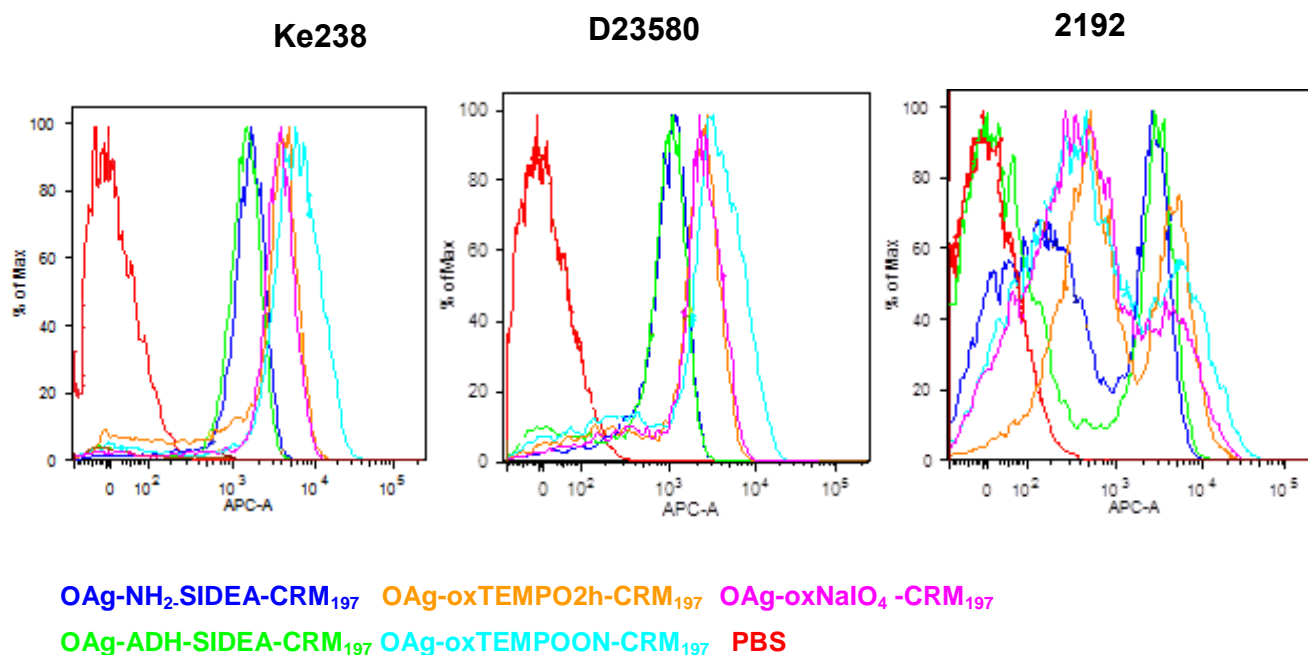 Ke238 D23580 2192
100 100 100
80 80 80
60 60 60
40 40 40
20 20 20
0 0 0
% of Max % of Max % of Max
0 10² 10³ 10⁴ 10⁵ 0 10² 10³ 10⁴ 10⁵ 0 10² 10³ 10⁴ 10⁵
APC-A APC-A APC-A
OAg-NH₂-SIDEA-CRM₁₉₇ OAg-oxTEMPO2h-CRM₁₉₇ OAg-oxNaIO₄ -CRM₁₉₇
OAg-ADH-SIDEA-CRM₁₉₇ OAg-oxTEMPOON-CRM₁₉₇ PBS